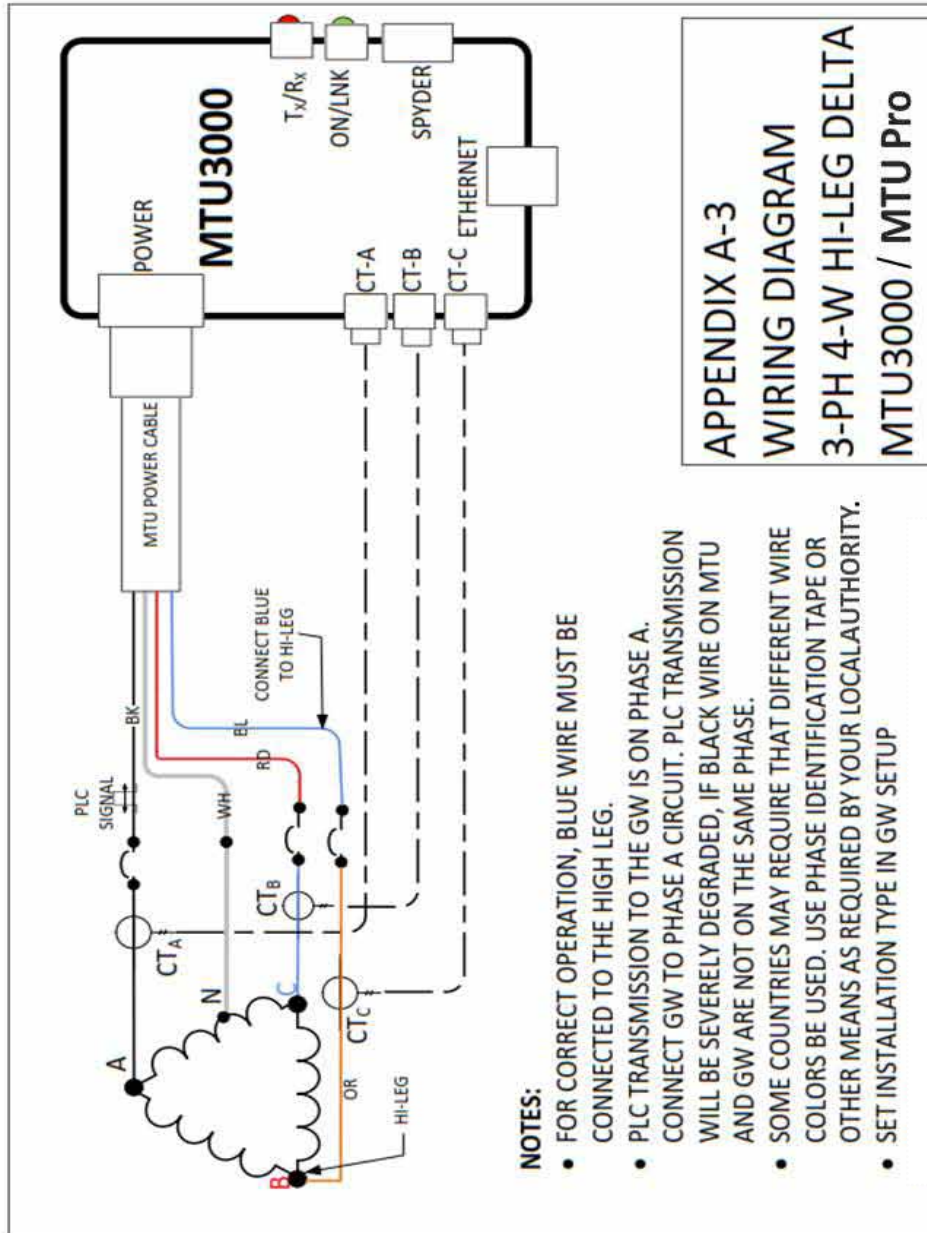 A
B
C
N
HI-LEG
OR
CTA
CTB
CTC
PLC
SIGNAL
BK
WH
RD
BL
CONNECT BLUE
TO HI-LEG
MTU POWER CABLE
POWER
MTU3000
TX/RX
ON/LNK
SPYDER
ETHERNET
CT-A
CT-B
CT-C
NOTES:
• FOR CORRECT OPERATION, BLUE WIRE MUST BE
CONNECTED TO THE HIGH LEG.
• PLC TRANSMISSION TO THE GW IS ON PHASE A.
CONNECT GW TO PHASE A CIRCUIT. PLC TRANSMISSION
WILL BE SEVERELY DEGRADED, IF BLACK WIRE ON MTU
AND GW ARE NOT ON THE SAME PHASE.
• SOME COUNTRIES MAY REQUIRE THAT DIFFERENT WIRE
COLORS BE USED. USE PHASE IDENTIFICATION TAPE OR
OTHER MEANS AS REQUIRED BY YOUR LOCALAUTHORITY.
• SET INSTALLATION TYPE IN GW SETUP
APPENDIX A-3
WIRING DIAGRAM
3-PH 4-W HI-LEG DELTA
MTU3000 / MTU Pro